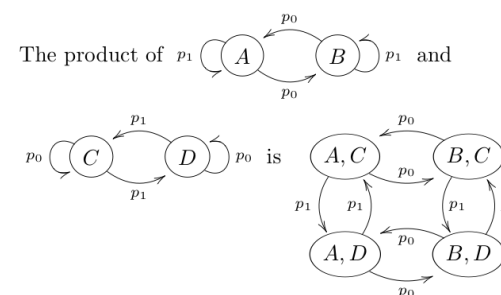 p₀
The product of p₁ A B p₁ and
p₀
p₁ p₀
p₀ C D p₀ is A, C B, C
p₁ p₀
p₁ p₁ p₁
p₀
A, D B, D
p₀